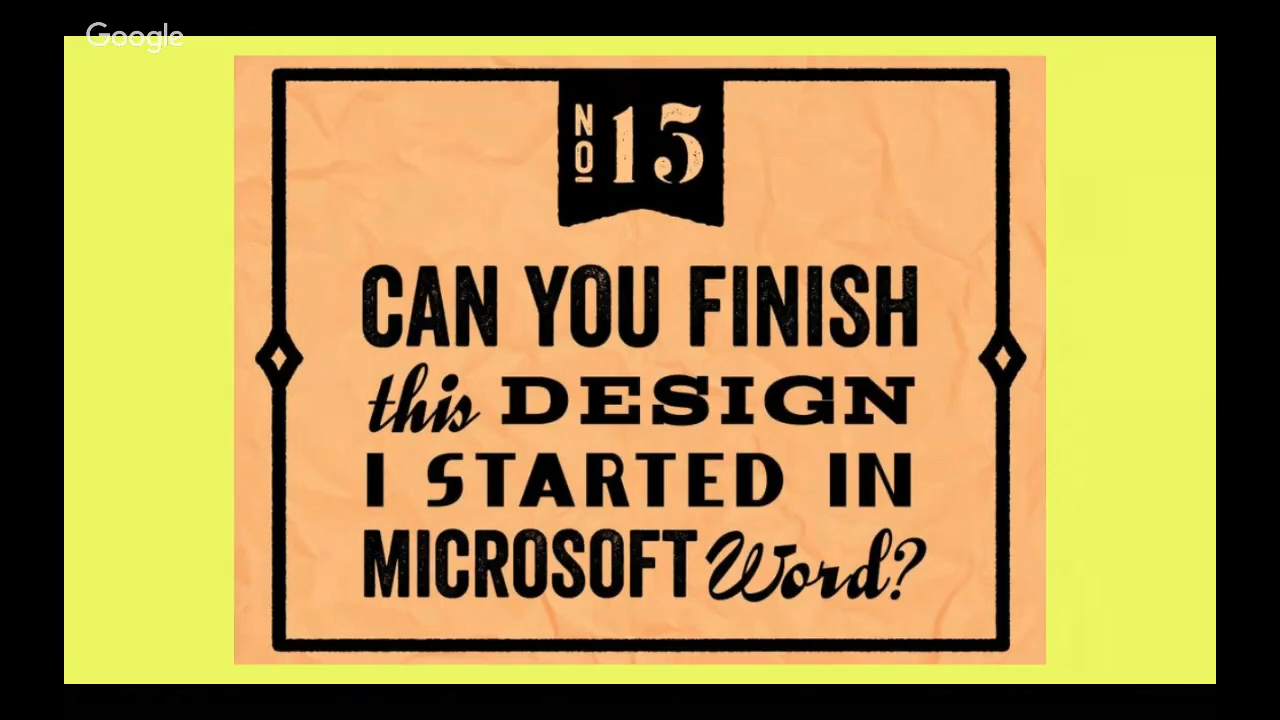 Google
NO 15
CAN YOU FINISH
this DESIGN
I STARTED IN
MICROSOFT Word?